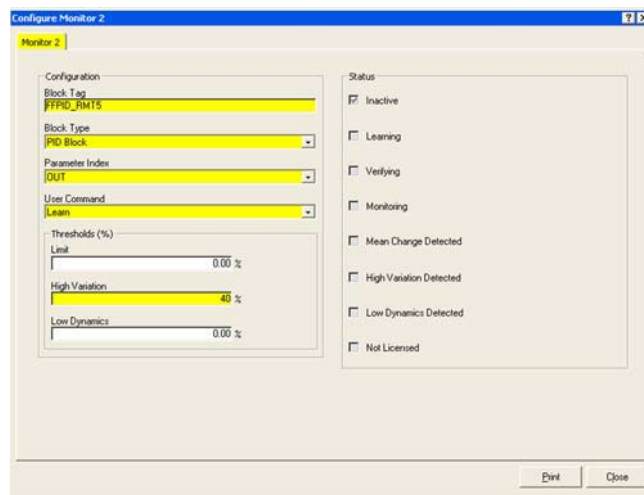 Configure Monitor 2
Monitor 2
Configuration
Block Tag
FFPID_RMT5
Block Type
PID Block
Parameter Index
OUT
User Command
Learn
Thresholds (%)
Limit
0.00 %
High Variation
40 %
Low Dynamics
0.00 %
Status
Inactive
Learning
Verifying
Monitoring
Mean Change Detected
High Variation Detected
Low Dynamics Detected
Not Licensed
Print
Close